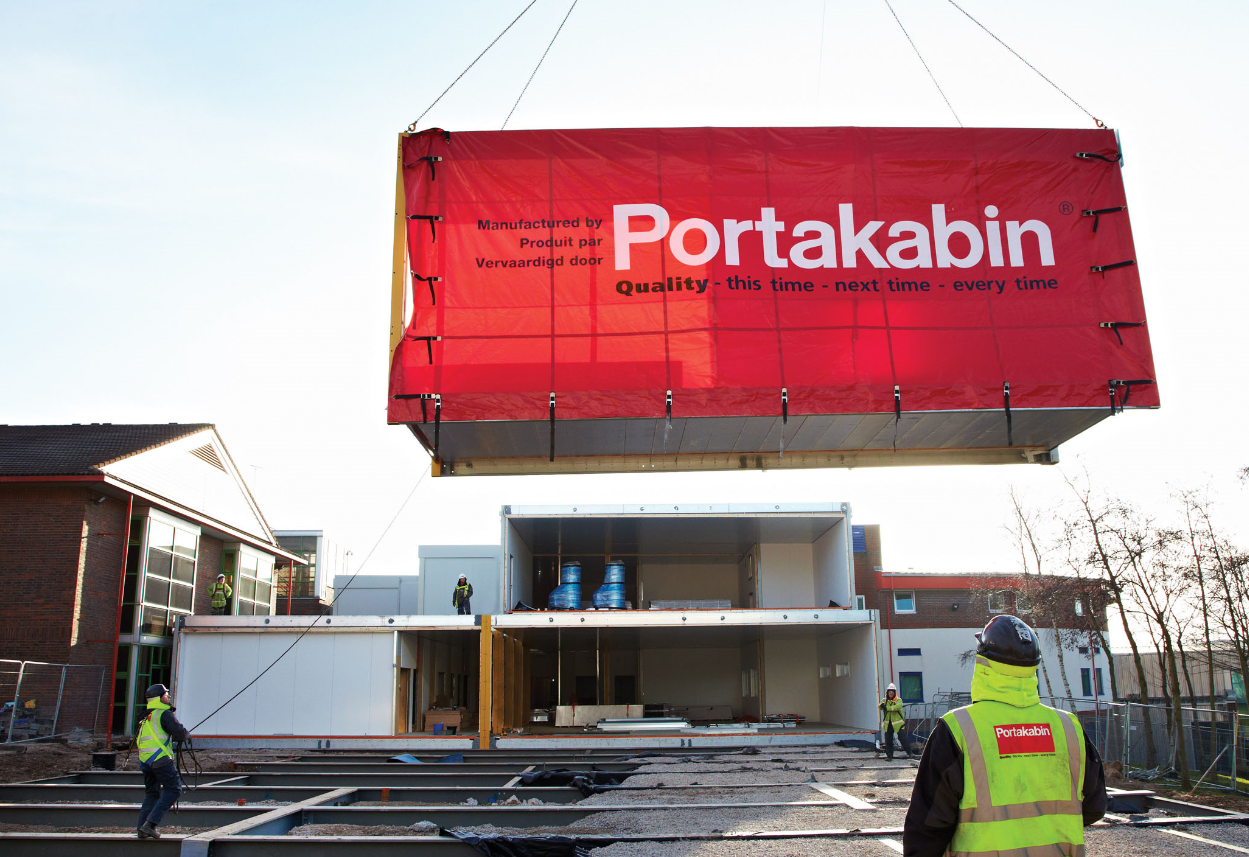 Manufactured by
Produit par
Vervaardigd door
Portakabin®
Quality - this time - next time - every time
Portakabin